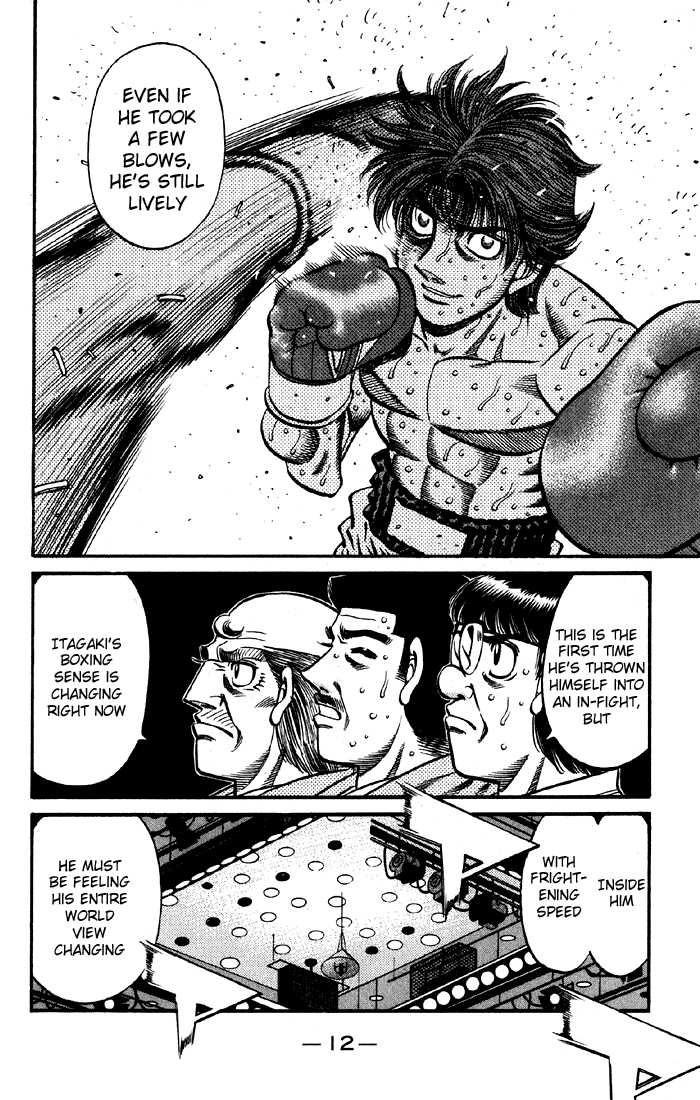 EVEN IF
HE TOOK
A FEW
BLOWS,
HE'S STILL
LIVELY
THIS IS THE
FIRST TIME
HE'S THROWN
HIMSELF INTO
AN IN-FIGHT,
BUT
ITAGAKI'S
BOXING
SENSE IS
CHANGING
RIGHT NOW
INSIDE
HIM
WITH
FRIGHT-
ENING
SPEED
HE MUST
BE FEELING
HIS ENTIRE
WORLD
VIEW
CHANGING
—12—